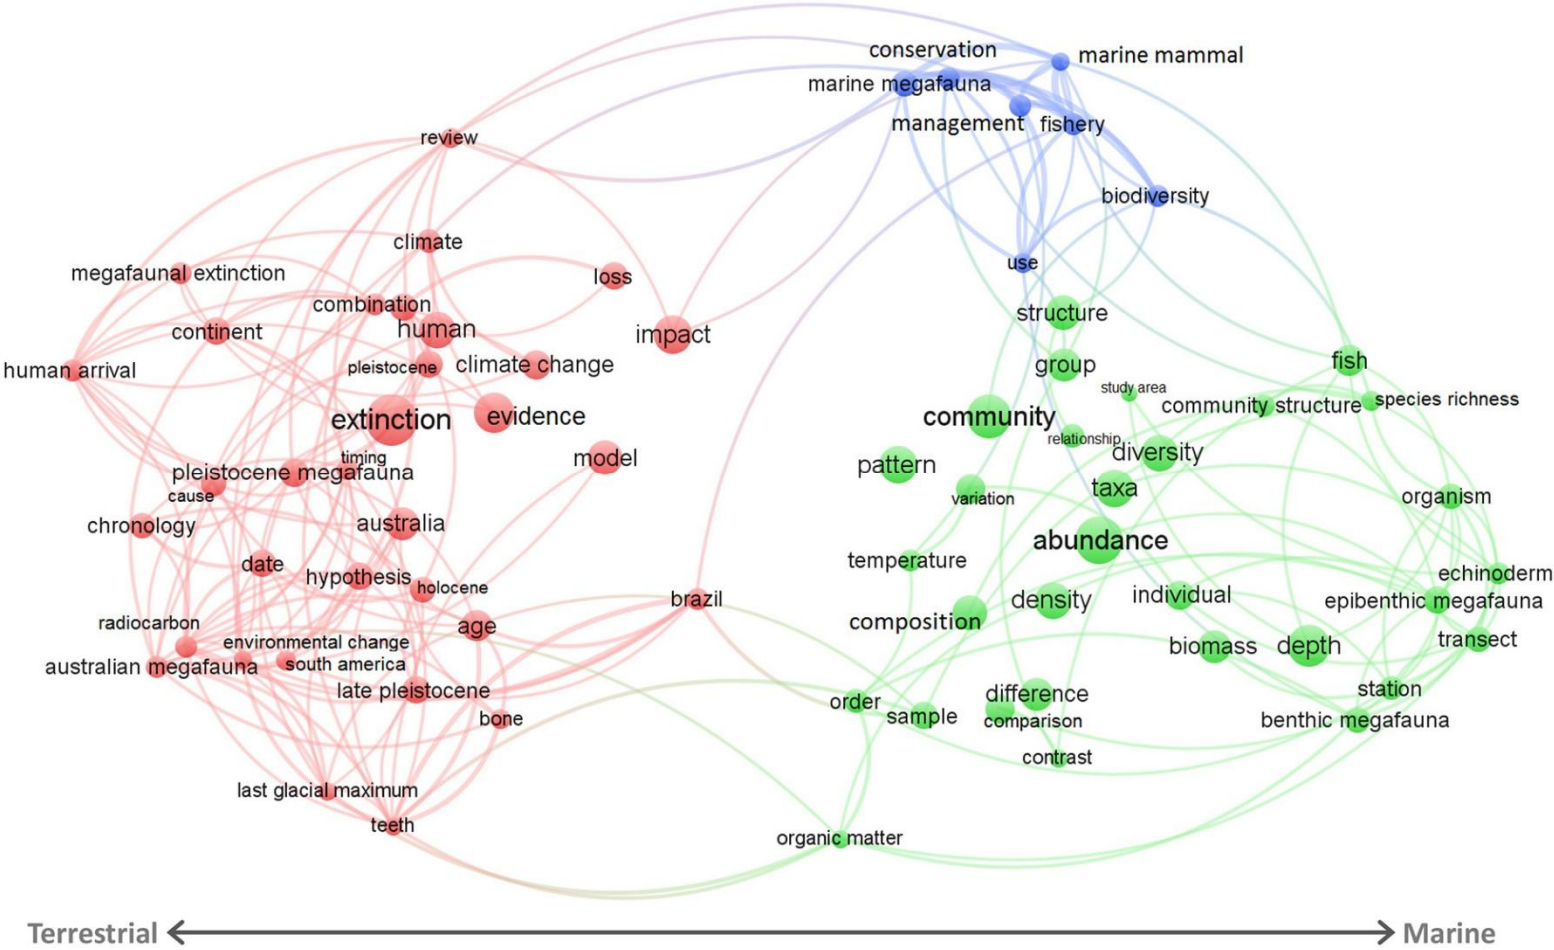 conservation
marine mammal
marine megafauna
management
fishery
review
biodiversity
climate
use
megafaunal extinction
loss
combination
structure
human
continent
impact
fish
human arrival
pleistocene
climate change
group
study area
community structure
species richness
extinction
evidence
community
relationship
diversity
timing
model
pattern
pleistocene megafauna
cause
taxa
organism
variation
chronology
australia
abundance
date
temperature
hypothesis
holocene
echinoderm
brazil
density
individual
epibenthic megafauna
radiocarbon
age
composition
environmental change
transect
south america
australian megafauna
biomass
depth
late pleistocene
difference
station
order
bone
sample
comparison
benthic megafauna
contrast
last glacial maximum
teeth
organic matter
Terrestrial
Marine